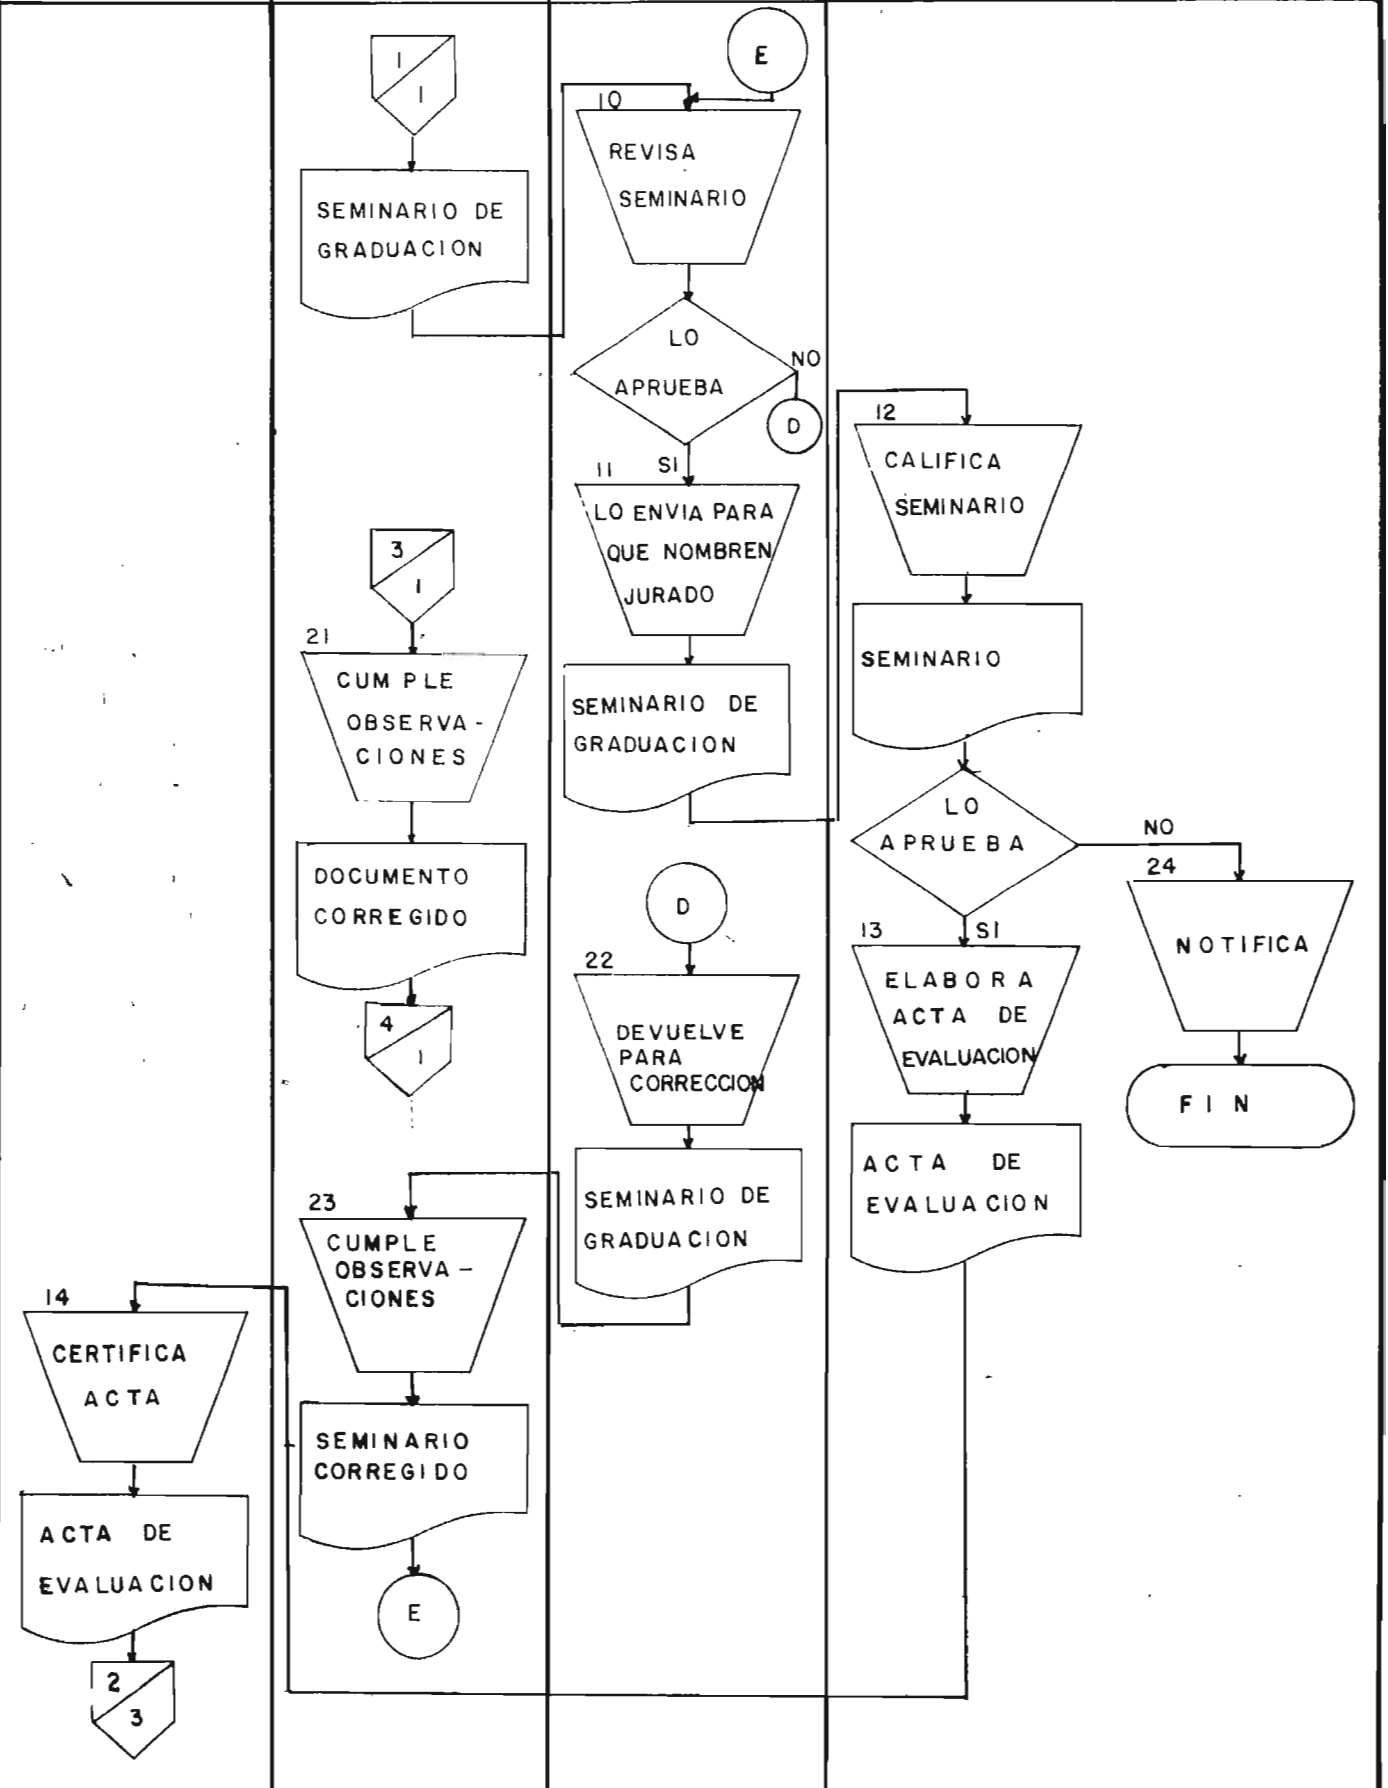 1
1
SEMINARIO DE
GRADUACION
E
10
REVISA
SEMINARIO
LO
APRUEBA
NO
D
SI
11
LO ENVIA PARA
QUE NOMBREN
JURADO
SEMINARIO DE
GRADUACION
12
CALIFICA
SEMINARIO
SEMINARIO
LO
APRUEBA
NO
24
NOTIFICA
FIN
SI
13
ELABORA
ACTA DE
EVALUACION
ACTA DE
EVALUACION
3
1
21
CUMPLE
OBSERVA-
CIONES
DOCUMENTO
CORREGIDO
4
1
D
22
DEVUELVE
PARA
CORRECCION
SEMINARIO DE
GRADUACION
23
CUMPLE
OBSERVA-
CIONES
SEMINARIO
CORREGIDO
E
14
CERTIFICA
ACTA
ACTA DE
EVALUACION
2
3